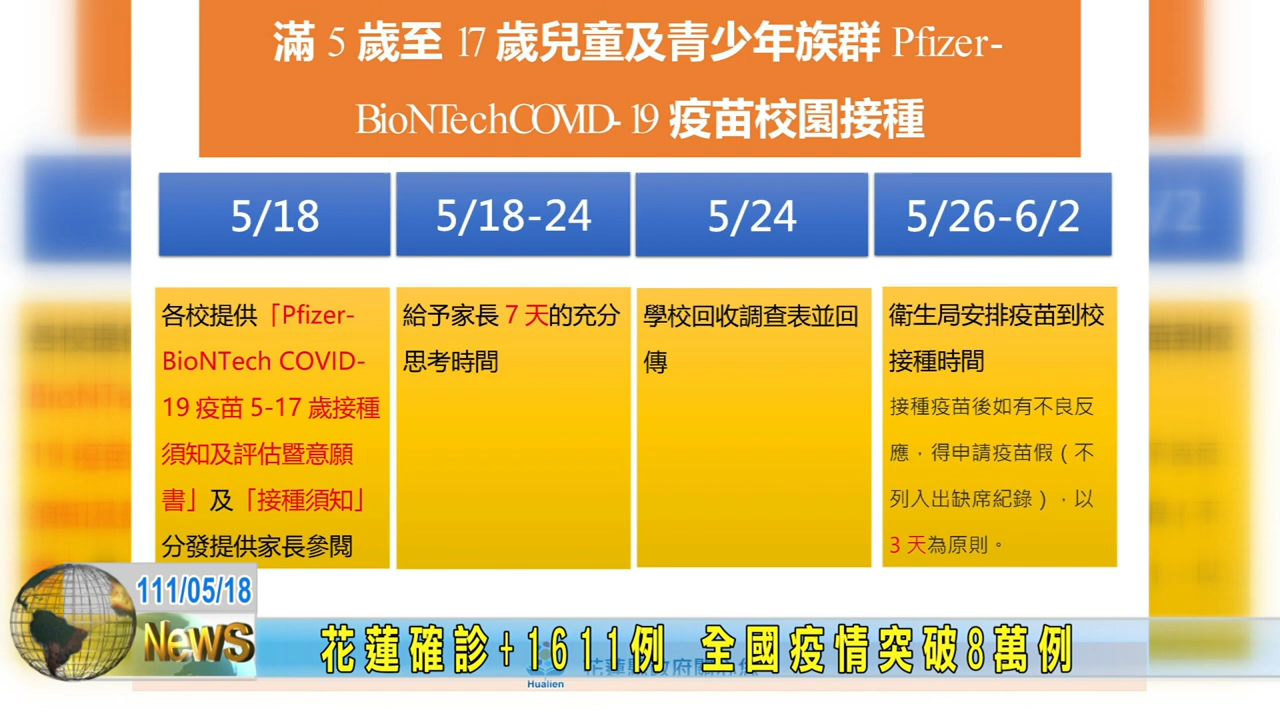 滿 5 歲至 17 歲兒童及青少年族群 Pfizer-
BioNTechCOVID- 19 疫苗校園接種
5/18
5/18-24
5/24
5/26-6/2
各校提供「Pfizer-
BioNTech COVID-
19 疫苗 5-17 歲接種
須知及評估暨意願
書」及「接種須知」
分發提供家長參閱
給予家長 7 天的充分
思考時間
學校回收調查表並回
傳
衛生局安排疫苗到校
接種時間
接種疫苗後如有不良反
應，得申請疫苗假（不
列入出缺席紀錄），以
3 天為原則。
111/05/18
NewS
花蓮確診+1611例 全國疫情突破8萬例
Hualien